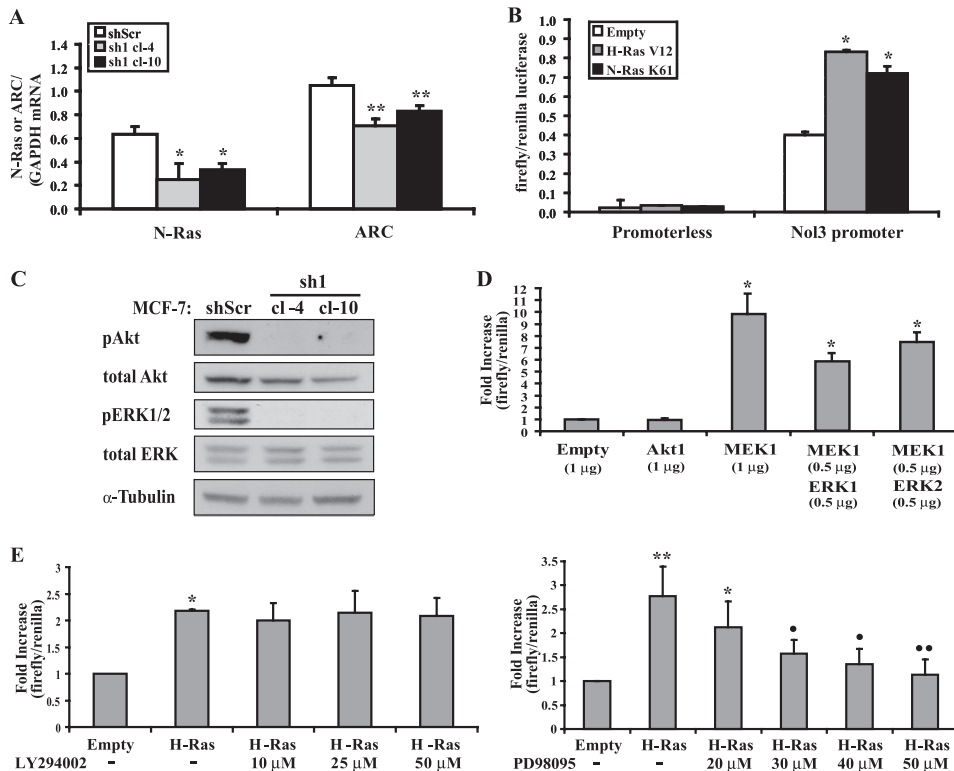 A
shScr
sh1 cl-4
sh1 cl-10
N-Ras or ARC/
(GAPDH mRNA
1.4
1.2
1.0
0.8
0.6
0.4
0.2
0.0
*
*
**
**
N-Ras
ARC
B
Empty
H-Ras V12
N-Ras K61
firefly/renilla luciferase
1.0
0.9
0.8
0.7
0.6
0.5
0.4
0.3
0.2
0.1
0.0
*
*
Promoterless
Nol3 promoter
C
sh1
MCF-7: shScr cl-4 cl-10
pAkt
total Akt
pERK1/2
total ERK
α-Tubulin
D
Fold Increase
(firefly/renilla)
12
11
10
9
8
7
6
5
4
3
2
1
0
*
*
*
Empty Akt1 MEK1 MEK1 MEK1
(1 μg) (1 μg) (1 μg) (0.5 μg) (0.5 μg)
ERK1 ERK2
(0.5 μg) (0.5 μg)
E
Fold Increase
(firefly/renilla)
3.5
3
2.5
2
1.5
1
0.5
0
*
Empty H-Ras H-Ras H -Ras H -Ras
LY294002 - - 10 μM 25 μM 50 μM
Fold Increase
(firefly/renilla)
3.5
3
2.5
2
1.5
1
0.5
0
**
*
•
•
••
Empty H-Ras H-Ras H-Ras H-Ras H-Ras
PD98095 - - 20 μM 30 μM 40 μM 50 μM